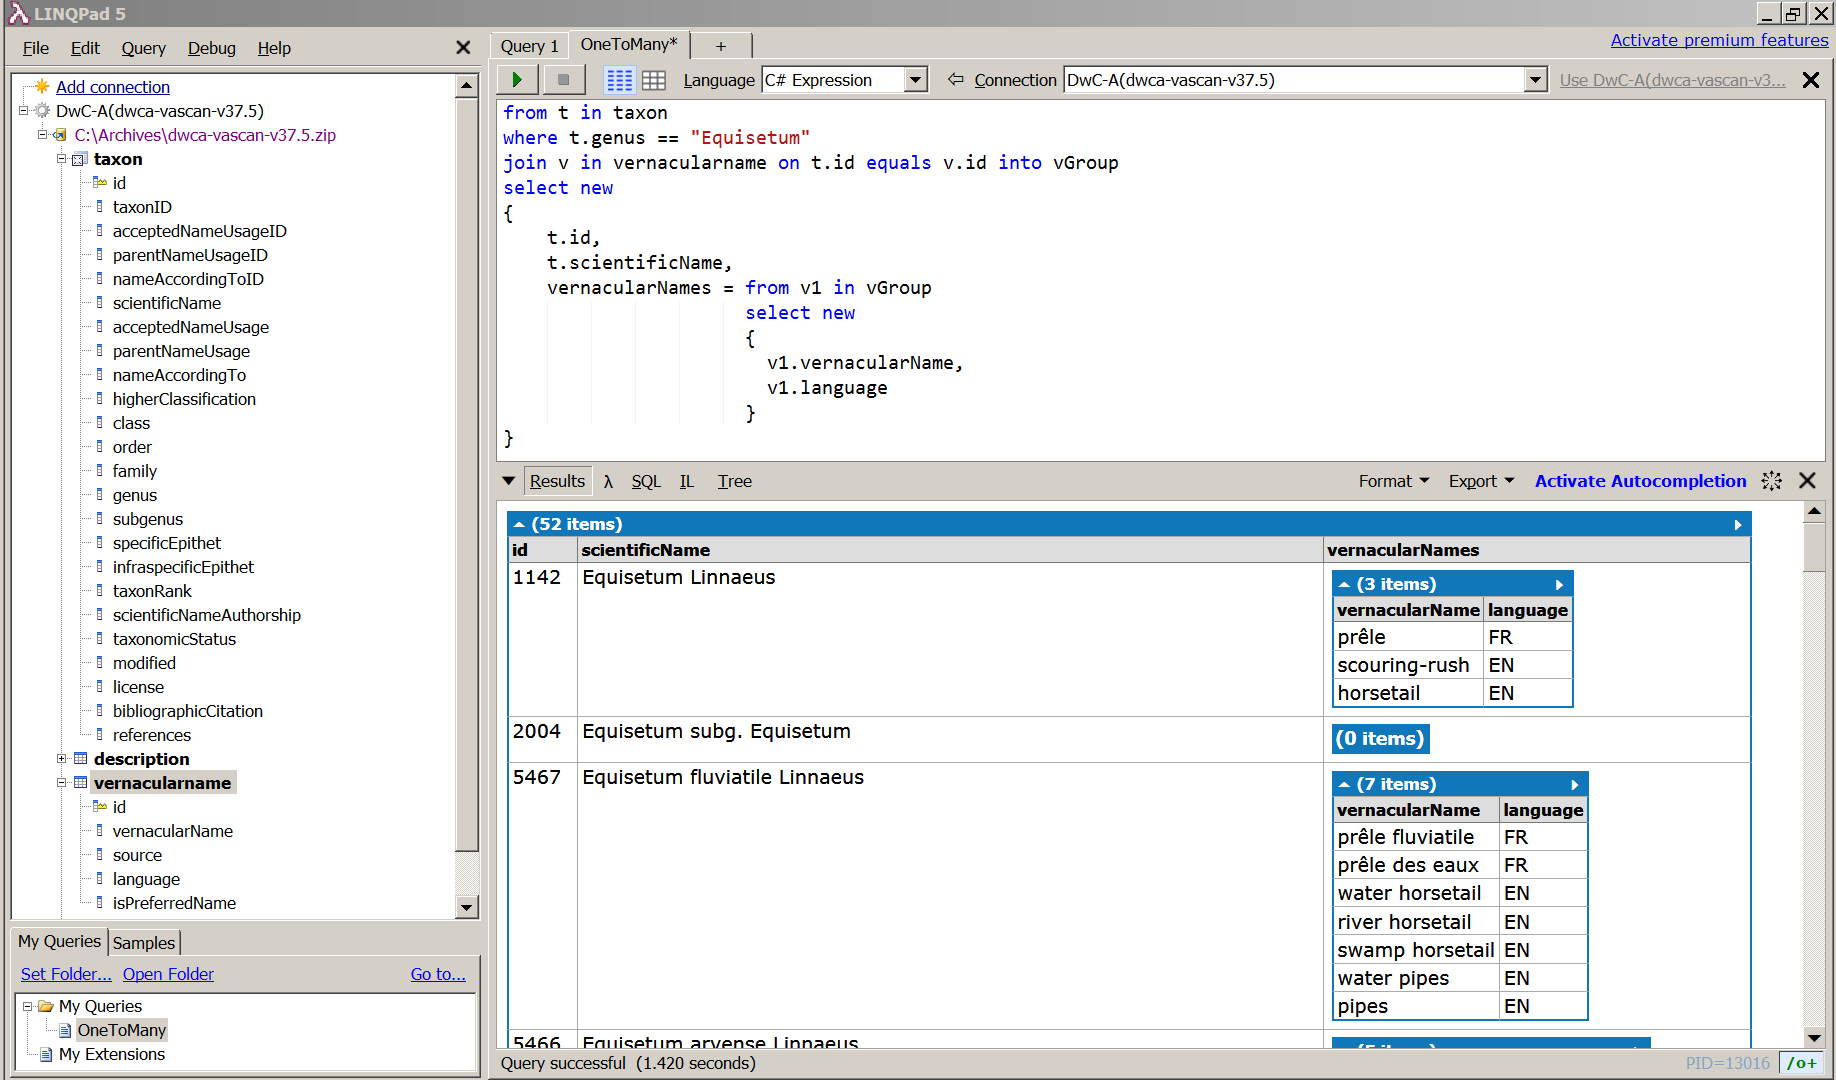 LINQPad 5
File Edit Query Debug Help
Add connection
DwC-A(dwca-vascan-v37.5)
C:\Archives\dwca-vascan-v37.5.zip
taxon
id
taxonID
acceptedNameUsageID
parentNameUsageID
nameAccordingToID
scientificName
acceptedNameUsage
parentNameUsage
nameAccordingTo
higherClassification
class
order
family
genus
subgenus
specificEpithet
infraspecificEpithet
taxonRank
scientificNameAuthorship
taxonomicStatus
modified
license
bibliographicCitation
references
description
vernacularname
id
vernacularName
source
language
isPreferredName
My Queries Samples
Set Folder... Open Folder Go to...
My Queries
OneToMany
My Extensions
Query 1 OneToMany* +
Activate premium features
Language C# Expression Connection DwC-A(dwca-vascan-v37.5) Use DwC-A(dwca-vascan-v3...
from t in taxon
where t.genus == "Equisetum"
join v in vernacularname on t.id equals v.id into vGroup
select new
{
t.id,
t.scientificName,
vernacularNames = from v1 in vGroup
select new
{
v1.vernacularName,
v1.language
}
}
Results λ SQL IL Tree Format Export Activate Autocompletion
(52 items)
id scientificName vernacularNames
1142 Equisetum Linnaeus (3 items)
vernacularName language
prêle FR
scouring-rush EN
horsetail EN
2004 Equisetum subg. Equisetum (0 items)
5467 Equisetum fluviatile Linnaeus (7 items)
vernacularName language
prêle fluviatile FR
prêle des eaux FR
water horsetail EN
river horsetail EN
swamp horsetail EN
water pipes EN
pipes EN
5466 Equisetum arvense Linnaeus (5 items)
Query successful (1.420 seconds) PID=13016 /o+